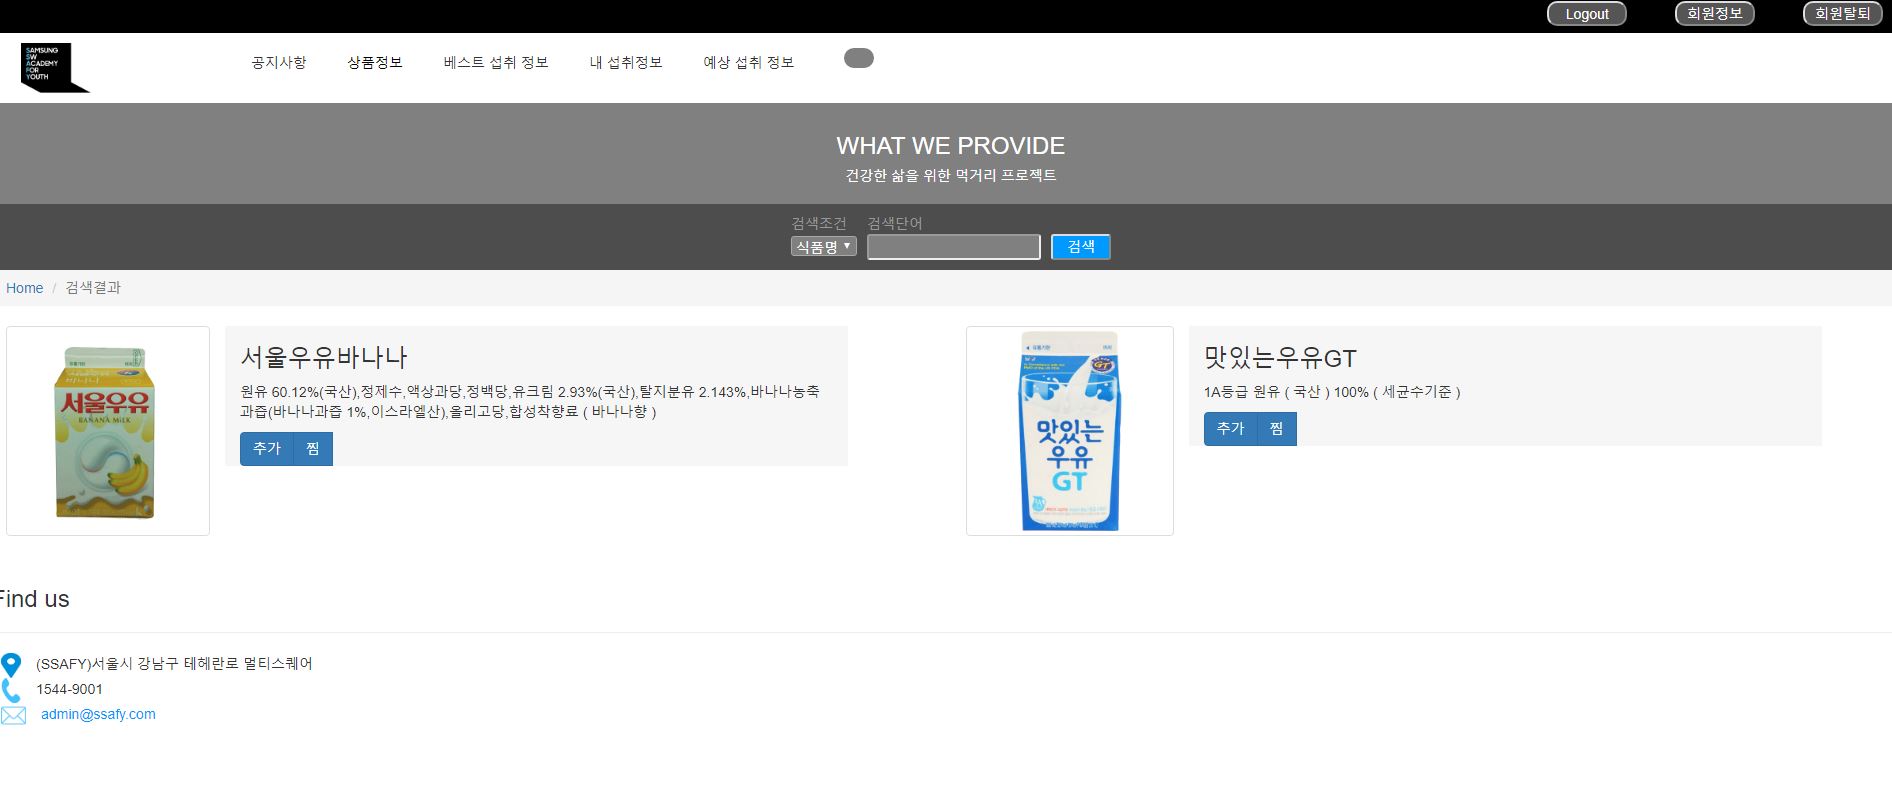 Logout 회원정보 회원탈퇴
SAMSUNG
SW
ACADEMY
FOR
YOUTH
공지사항 상품정보 베스트 섭취 정보 내 섭취정보 예상 섭취 정보
WHAT WE PROVIDE
건강한 삶을 위한 먹거리 프로젝트
검색조건 검색단어
식품명 검색
Home / 검색결과
서울우유바나나
원유 60.12%(국산),정제수,액상과당,정백당,유크림 2.93%(국산),탈지분유 2.143%,바나나농축
과즙(바나나과즙 1%,이스라엘산),올리고당,합성착향료 ( 바나나향 )
추가 찜
바나나
서울우유
BANANA MILK
맛있는우유GT
1A등급 원유 ( 국산 ) 100% ( 세균수기준 )
추가 찜
GT
맛있는
우유
GT
Find us
(SSAFY)서울시 강남구 테헤란로 멀티스퀘어
1544-9001
admin@ssafy.com